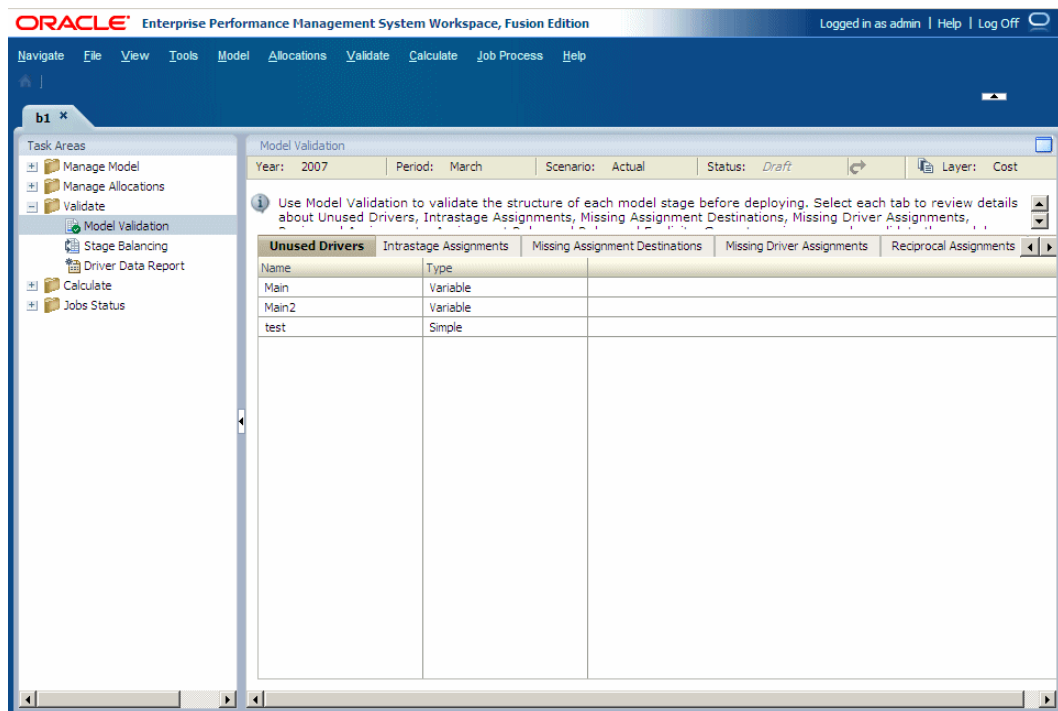 ORACLE Enterprise Performance Management System Workspace, Fusion Edition Logged in as admin | Help | Log Off
Navigate File View Tools Model Allocations Validate Calculate Job Process Help
b1
Task Areas
Manage Model
Manage Allocations
Validate
Model Validation
Stage Balancing
Driver Data Report
Calculate
Jobs Status
Model Validation
Year: 2007 Period: March Scenario: Actual Status: Draft Layer: Cost
Use Model Validation to validate the structure of each model stage before deploying. Select each tab to review details
about Unused Drivers, Intrastage Assignments, Missing Assignment Destinations, Missing Driver Assignments,
Unused Drivers Intrastage Assignments Missing Assignment Destinations Missing Driver Assignments Reciprocal Assignments
Name Type
Main Variable
Main2 Variable
test Simple